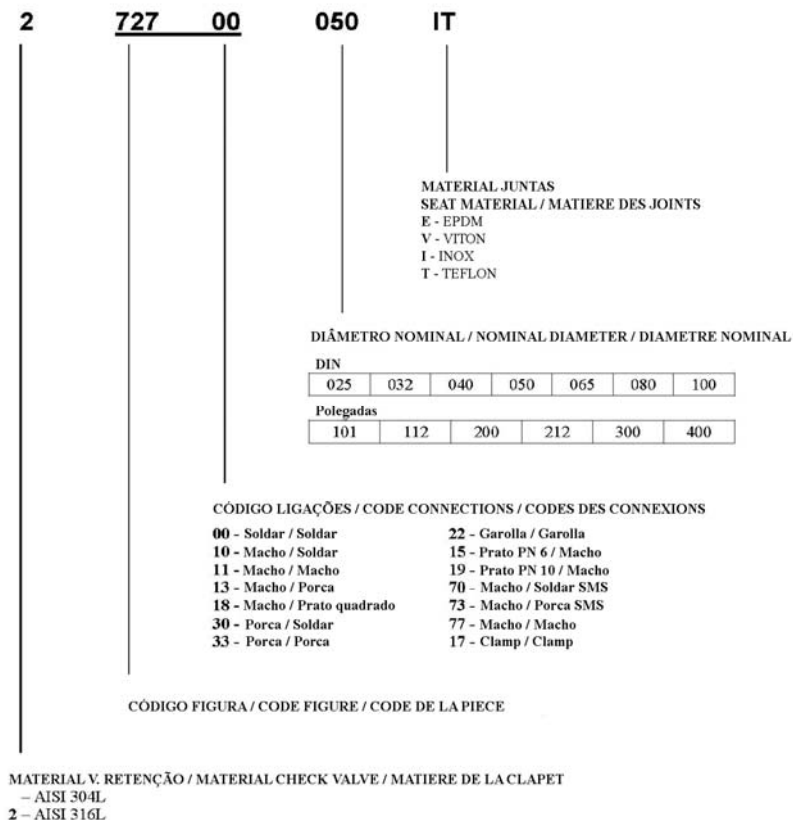 2 727 00 050 IT
MATERIAL JUNTAS
SEAT MATERIAL / MATIERE DES JOINTS
E - EPDM
V - VITON
I - INOX
T - TEFLON
DIÂMETRO NOMINAL / NOMINAL DIAMETER / DIAMETRE NOMINAL
DIN
025 032 040 050 065 080 100
Polegadas
101 112 200 212 300 400
CÓDIGO LIGAÇÕES / CODE CONNECTIONS / CODES DES CONNEXIONS
00 - Soldar / Soldar 22 - Garolla / Garolla
10 - Macho / Soldar 15 - Prato PN 6 / Macho
11 - Macho / Macho 19 - Prato PN 10 / Macho
13 - Macho / Porca 70 - Macho / Soldar SMS
18 - Macho / Prato quadrado 73 - Macho / Porca SMS
30 - Porca / Soldar 77 - Macho / Macho
33 - Porca / Porca 17 - Clamp / Clamp
CÓDIGO FIGURA / CODE FIGURE / CODE DE LA PIECE
MATERIAL V. RETENÇÃO / MATERIAL CHECK VALVE / MATIERE DE LA CLAPET
– AISI 304L
2 – AISI 316L